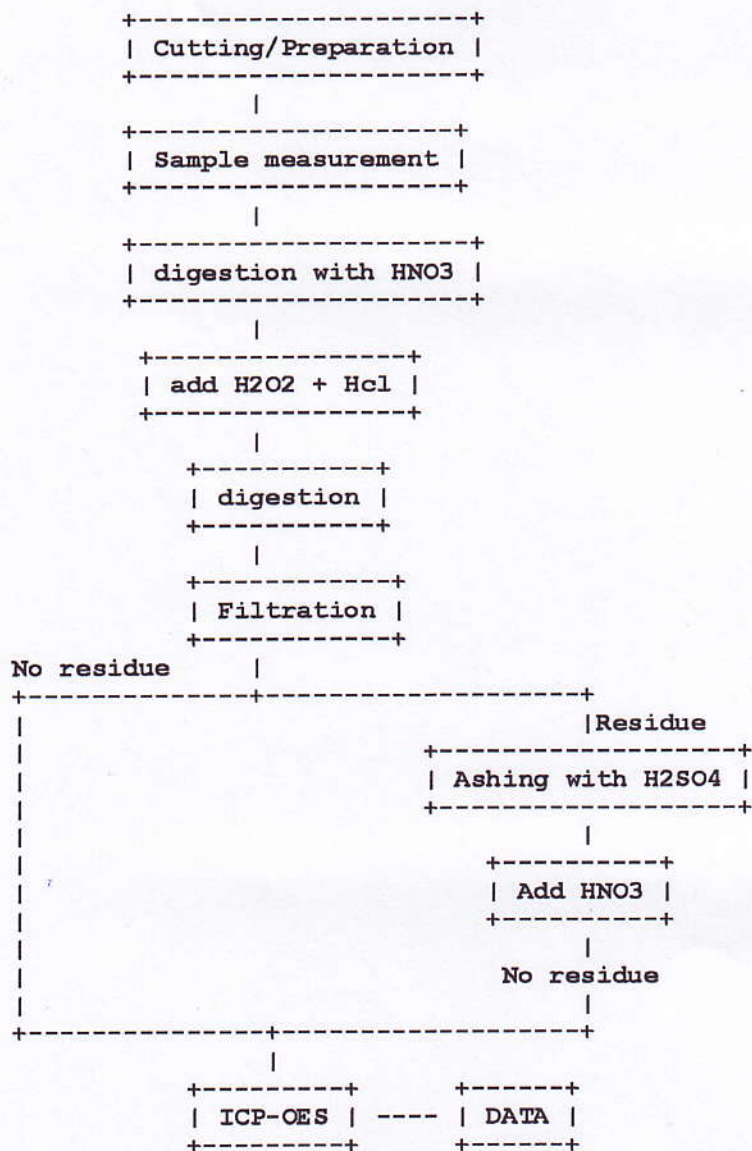 Cutting/Preparation
Sample measurement
digestion with HNO3
add H2O2 + Hcl
digestion
Filtration
No residue
Residue
Ashing with H2SO4
Add HNO3
No residue
ICP-OES ---- DATA